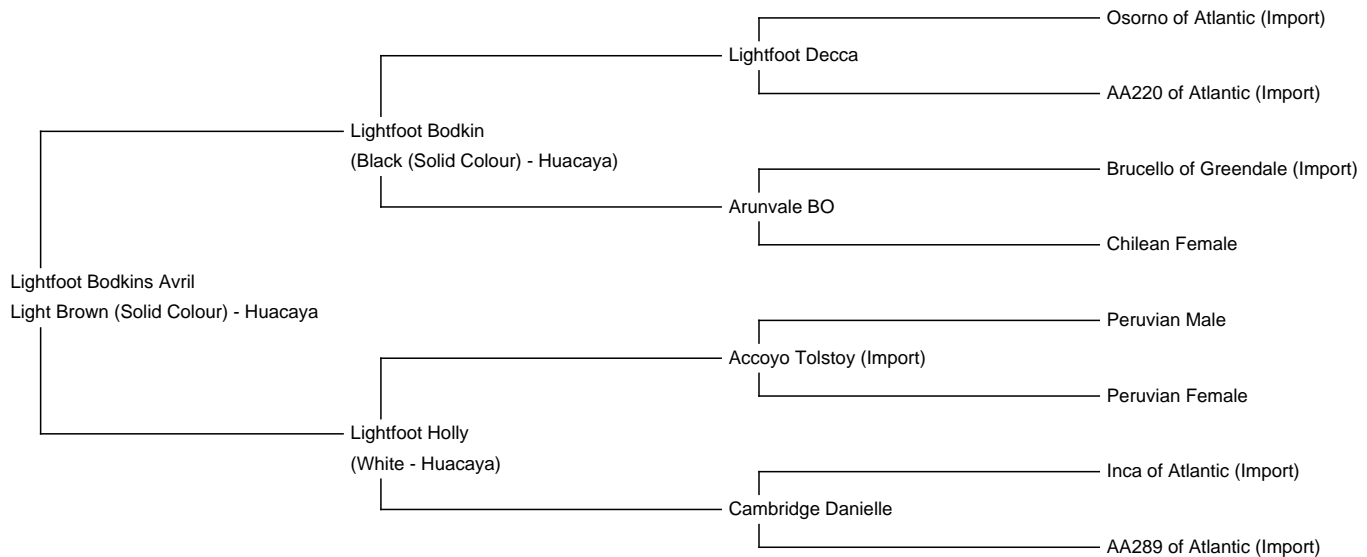 Osorno of Atlantic (Import)
Lightfoot Decca
AA220 of Atlantic (Import)
Lightfoot Bodkin
(Black (Solid Colour) - Huacaya)
Brucello of Greendale (Import)
Arunvale BO
Chilean Female
Lightfoot Bodkins Avril
Light Brown (Solid Colour) - Huacaya
Peruvian Male
Accoyo Tolstoy (Import)
Peruvian Female
Lightfoot Holly
(White - Huacaya)
Inca of Atlantic (Import)
Cambridge Danielle
AA289 of Atlantic (Import)